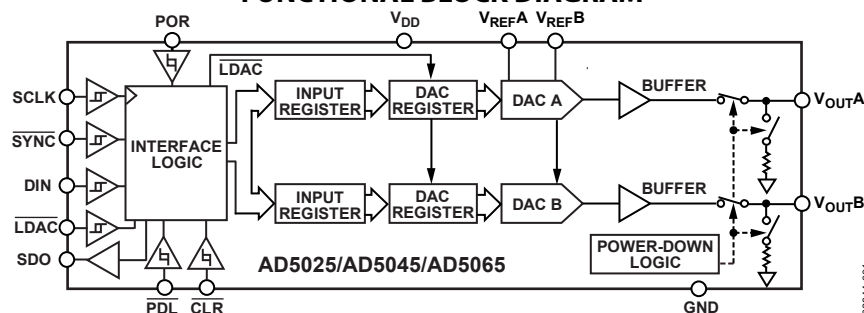 FUNCTIONAL BLOCK DIAGRAM
POR
VDD
VREFA VREFB
LDAC
SCLK
SYNC
DIN
LDAC
SDO
INTERFACE
LOGIC
INPUT
REGISTER
DAC
REGISTER
DAC A
BUFFER
VOUTA
INPUT
REGISTER
DAC
REGISTER
DAC B
BUFFER
VOUTB
POWER-DOWN
LOGIC
AD5025/AD5045/AD5065
PDL
CLR
GND